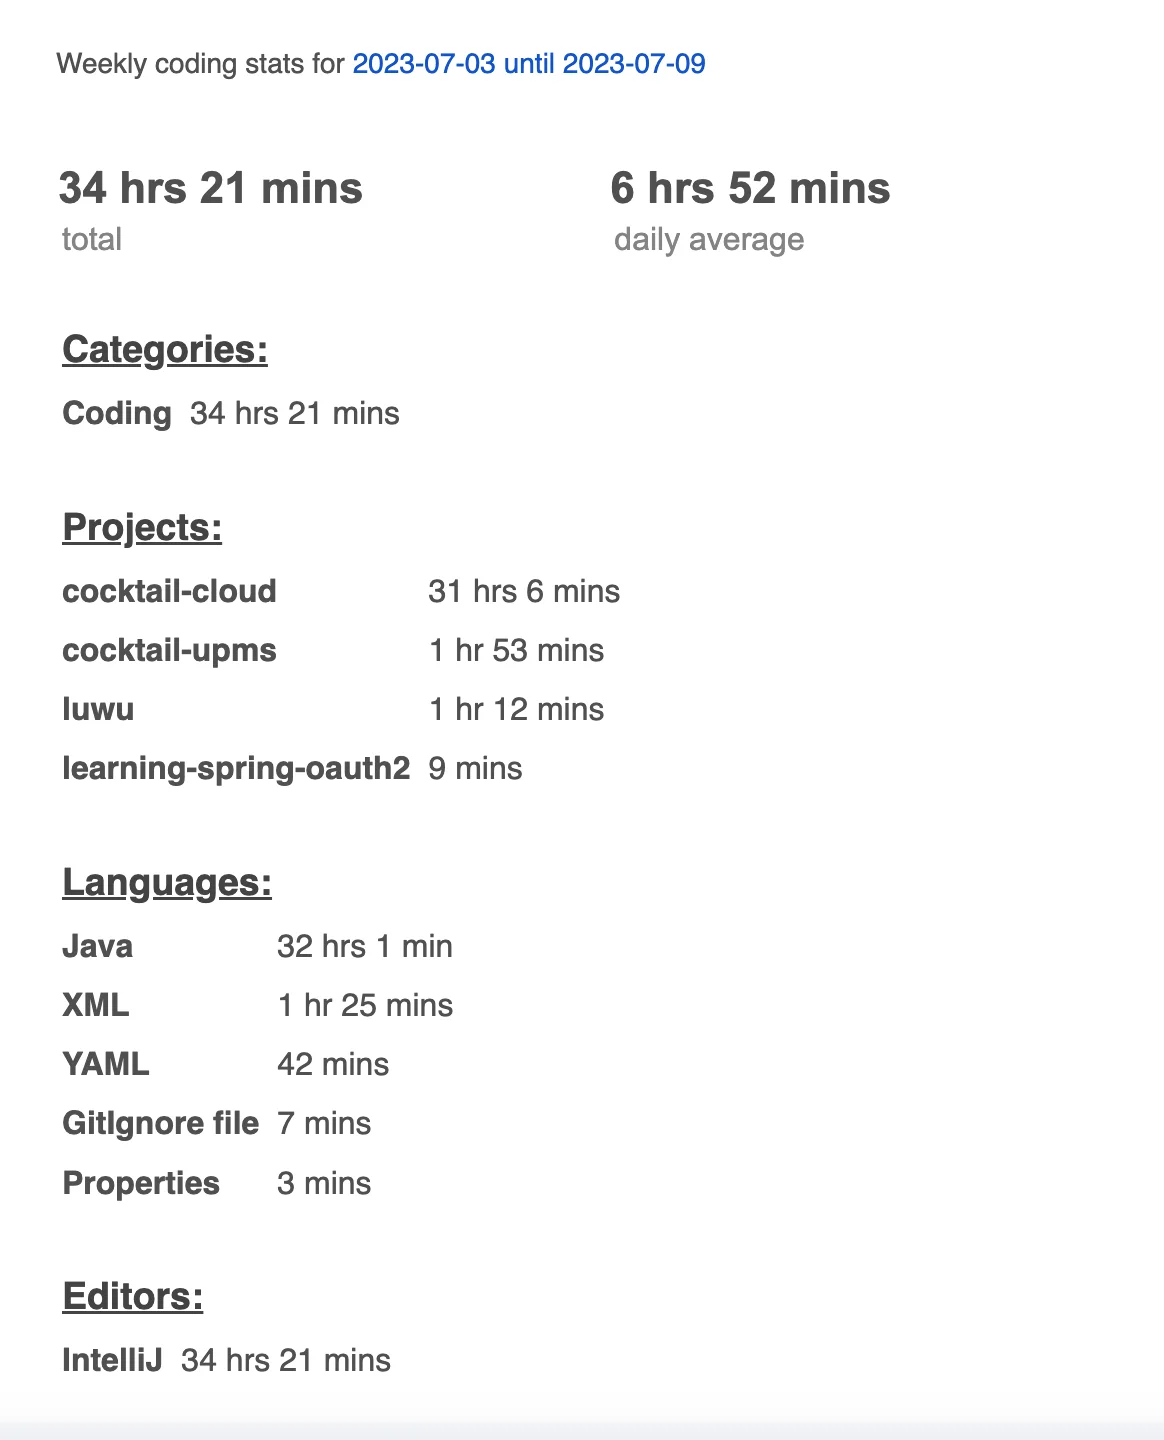 Weekly coding stats for 2023-07-03 until 2023-07-09
34 hrs 21 mins 6 hrs 52 mins
total daily average
Categories:
Coding 34 hrs 21 mins
Projects:
cocktail-cloud 31 hrs 6 mins
cocktail-upms 1 hr 53 mins
luwu 1 hr 12 mins
learning-spring-oauth2 9 mins
Languages:
Java 32 hrs 1 min
XML 1 hr 25 mins
YAML 42 mins
GitIgnore file 7 mins
Properties 3 mins
Editors:
IntelliJ 34 hrs 21 mins